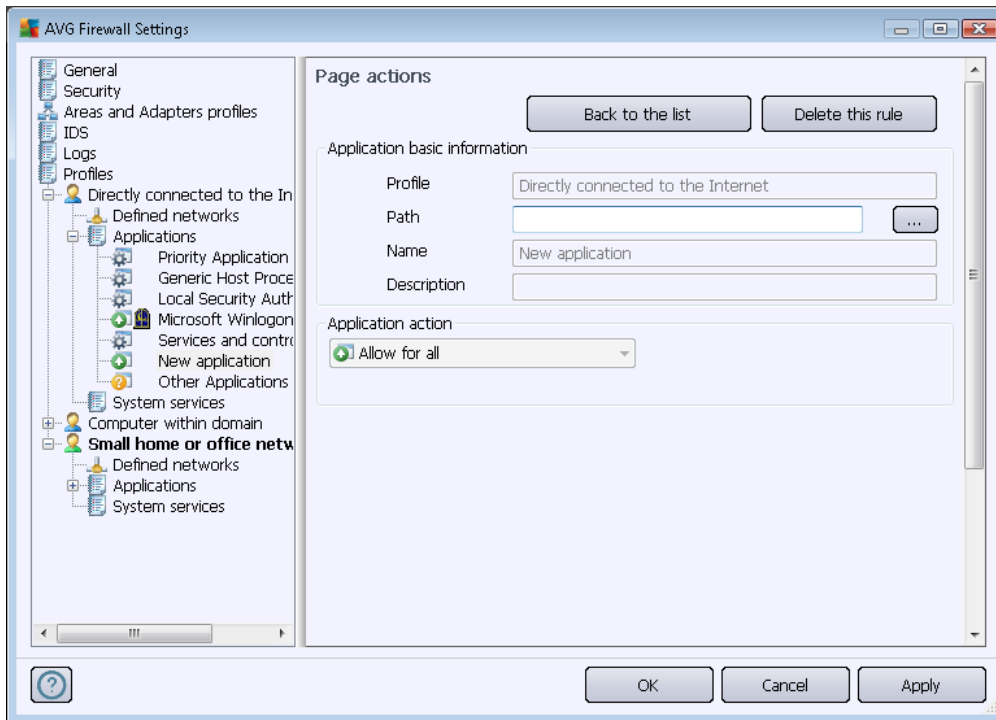 AVG Firewall Settings
General
Security
Areas and Adapters profiles
IDS
Logs
Profiles
Directly connected to the In
Defined networks
Applications
Priority Application
Generic Host Proce
Local Security Auth
Microsoft Winlogon
Services and contro
New application
Other Applications
System services
Computer within domain
Small home or office netw
Defined networks
Applications
System services
Page actions
Back to the list
Delete this rule
Application basic information
Profile
Directly connected to the Internet
Path
...
Name
New application
Description
Application action
Allow for all
?
OK
Cancel
Apply